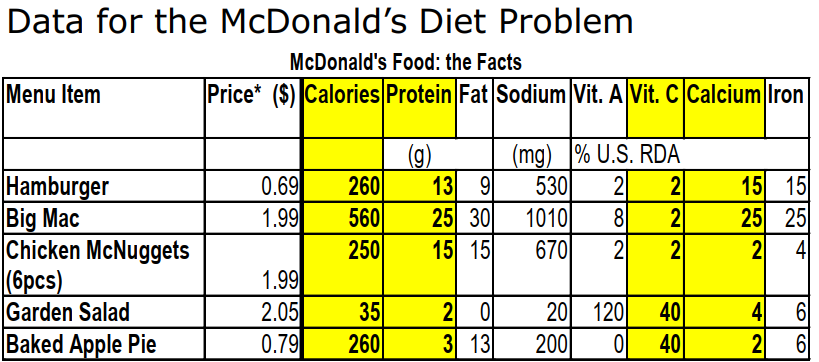 Data for the McDonald’s Diet Problem
McDonald's Food: the Facts
Menu Item Price* ($) Calories Protein Fat Sodium Vit. A Vit. C Calcium Iron
(g) (mg) % U.S. RDA
Hamburger 0.69 260 13 9 530 2 2 15 15
Big Mac 1.99 560 25 30 1010 8 2 25 25
Chicken McNuggets 250 15 15 670 2 2 2 4
(6pcs) 1.99
Garden Salad 2.05 35 2 0 20 120 40 4 6
Baked Apple Pie 0.79 260 3 13 200 0 40 2 6